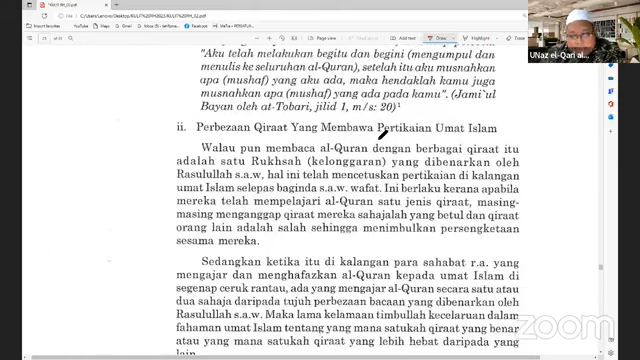 UNaz el-Qari al...
"Aku telah melakukan begitu dan begini (mengumpul dan
menulis ke seluruhan al-Quran), setelah itu aku musnahkan
apa (mushaf) yang aku ada, maka hendaklah kamu juga
musnahkan apa (mushaf) yang ada pada kamu". (Jami`ul
Bayan oleh at-Tobari, jilid 1, m/s: 20)¹
ii. Perbezaan Qiraat Yang Membawa Pertikaian Umat Islam
Walau pun membaca al-Quran dengan berbagai qiraat itu
adalah satu Rukhsah (kelonggaran) yang dibenarkan oleh
Rasulullah s.a.w, hal ini telah mencetuskan pertikaian di kalangan
umat Islam selepas baginda s.a.w. wafat. Ini berlaku kerana apabila
mereka telah mempelajari al-Quran satu jenis qiraat, masing-
masing menganggap qiraat mereka sahajalah yang betul dan qiraat
orang lain adalah salah sehingga menimbulkan persengketaan
sesama mereka.
Sedangkan ketika itu di kalangan para sahabat r.a. yang
mengajar dan menghafazkan al-Quran kepada umat Islam di
segenap ceruk rantau, ada yang mengajar al-Quran secara satu atau
dua sahaja daripada tujuh perbezaan bacaan yang dibenarkan oleh
Rasulullah s.a.w. Maka lama kelamaan timbullah kecelaruan dalam
fahaman umat Islam tentang yang mana satukah qiraat yang benar
atau yang mana satukah qiraat yang lebih hebat daripada yang
lain.
zoom